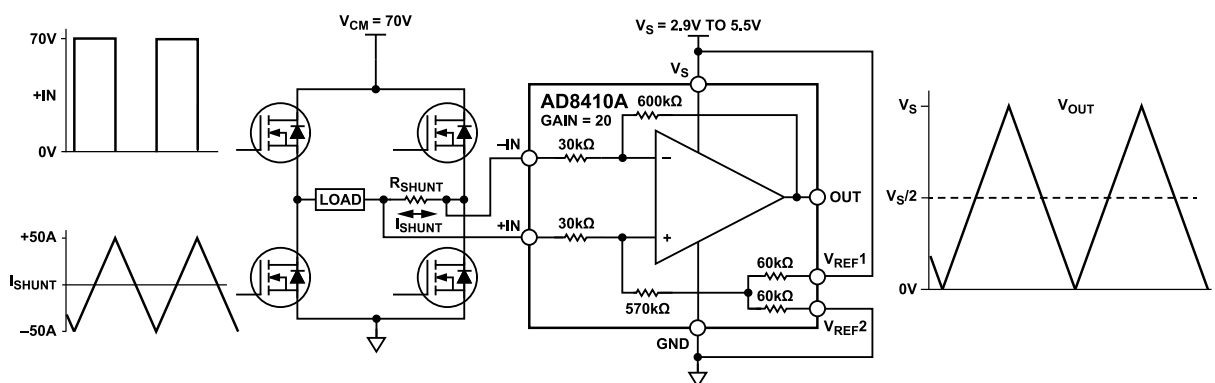 70V
+IN
0V
+50A
I_SHUNT
–50A
V_CM = 70V
LOAD
R_SHUNT
I_SHUNT
V_S = 2.9V TO 5.5V
V_S
AD8410A
GAIN = 20
600kΩ
–IN
30kΩ
–
OUT
+IN
30kΩ
+
60kΩ
V_REF1
570kΩ
60kΩ
V_REF2
GND
V_S
V_OUT
V_S/2
0V